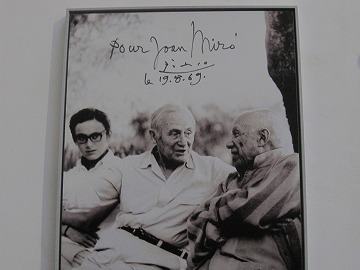 pour Joan Miró
le 19.8.69.